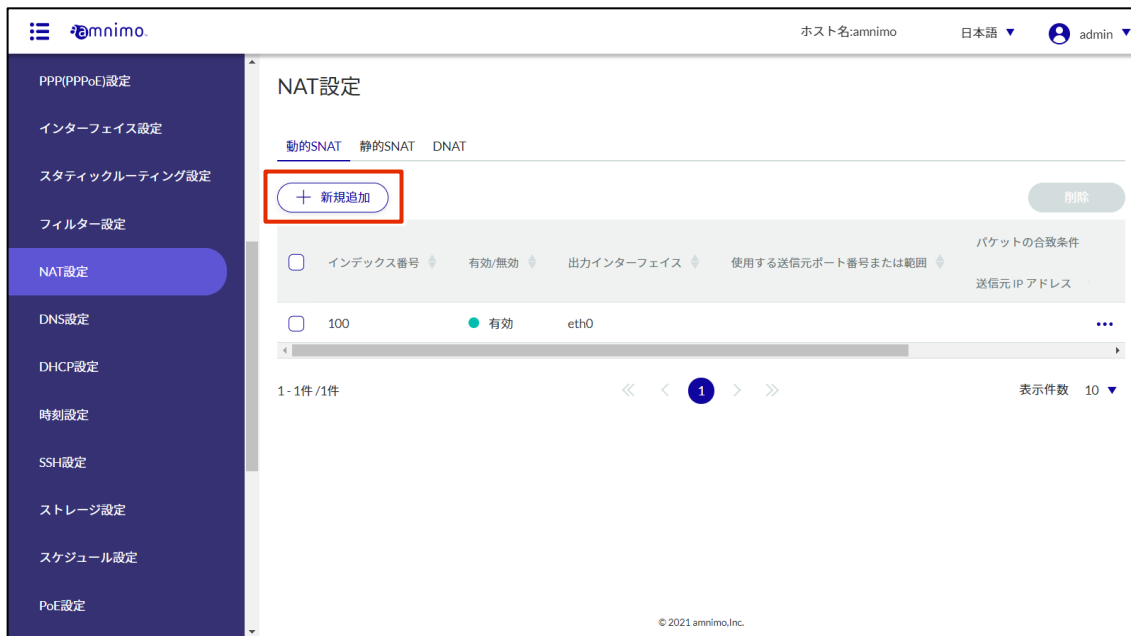 amnimo.
ホスト名:amnimo
日本語
admin
PPP(PPPoE)設定
インターフェイス設定
スタティックルーティング設定
フィルター設定
NAT設定
DNS設定
DHCP設定
時刻設定
SSH設定
ストレージ設定
スケジュール設定
PoE設定
NAT設定
動的SNAT 静的SNAT DNAT
新規追加
削除
インデックス番号 有効/無効 出力インターフェイス 使用する送信元ポート番号または範囲
パケットの合致条件
送信元 IP アドレス
100 有効 eth0
1 - 1件 /1件
1
表示件数 10
© 2021 amnimo,Inc.